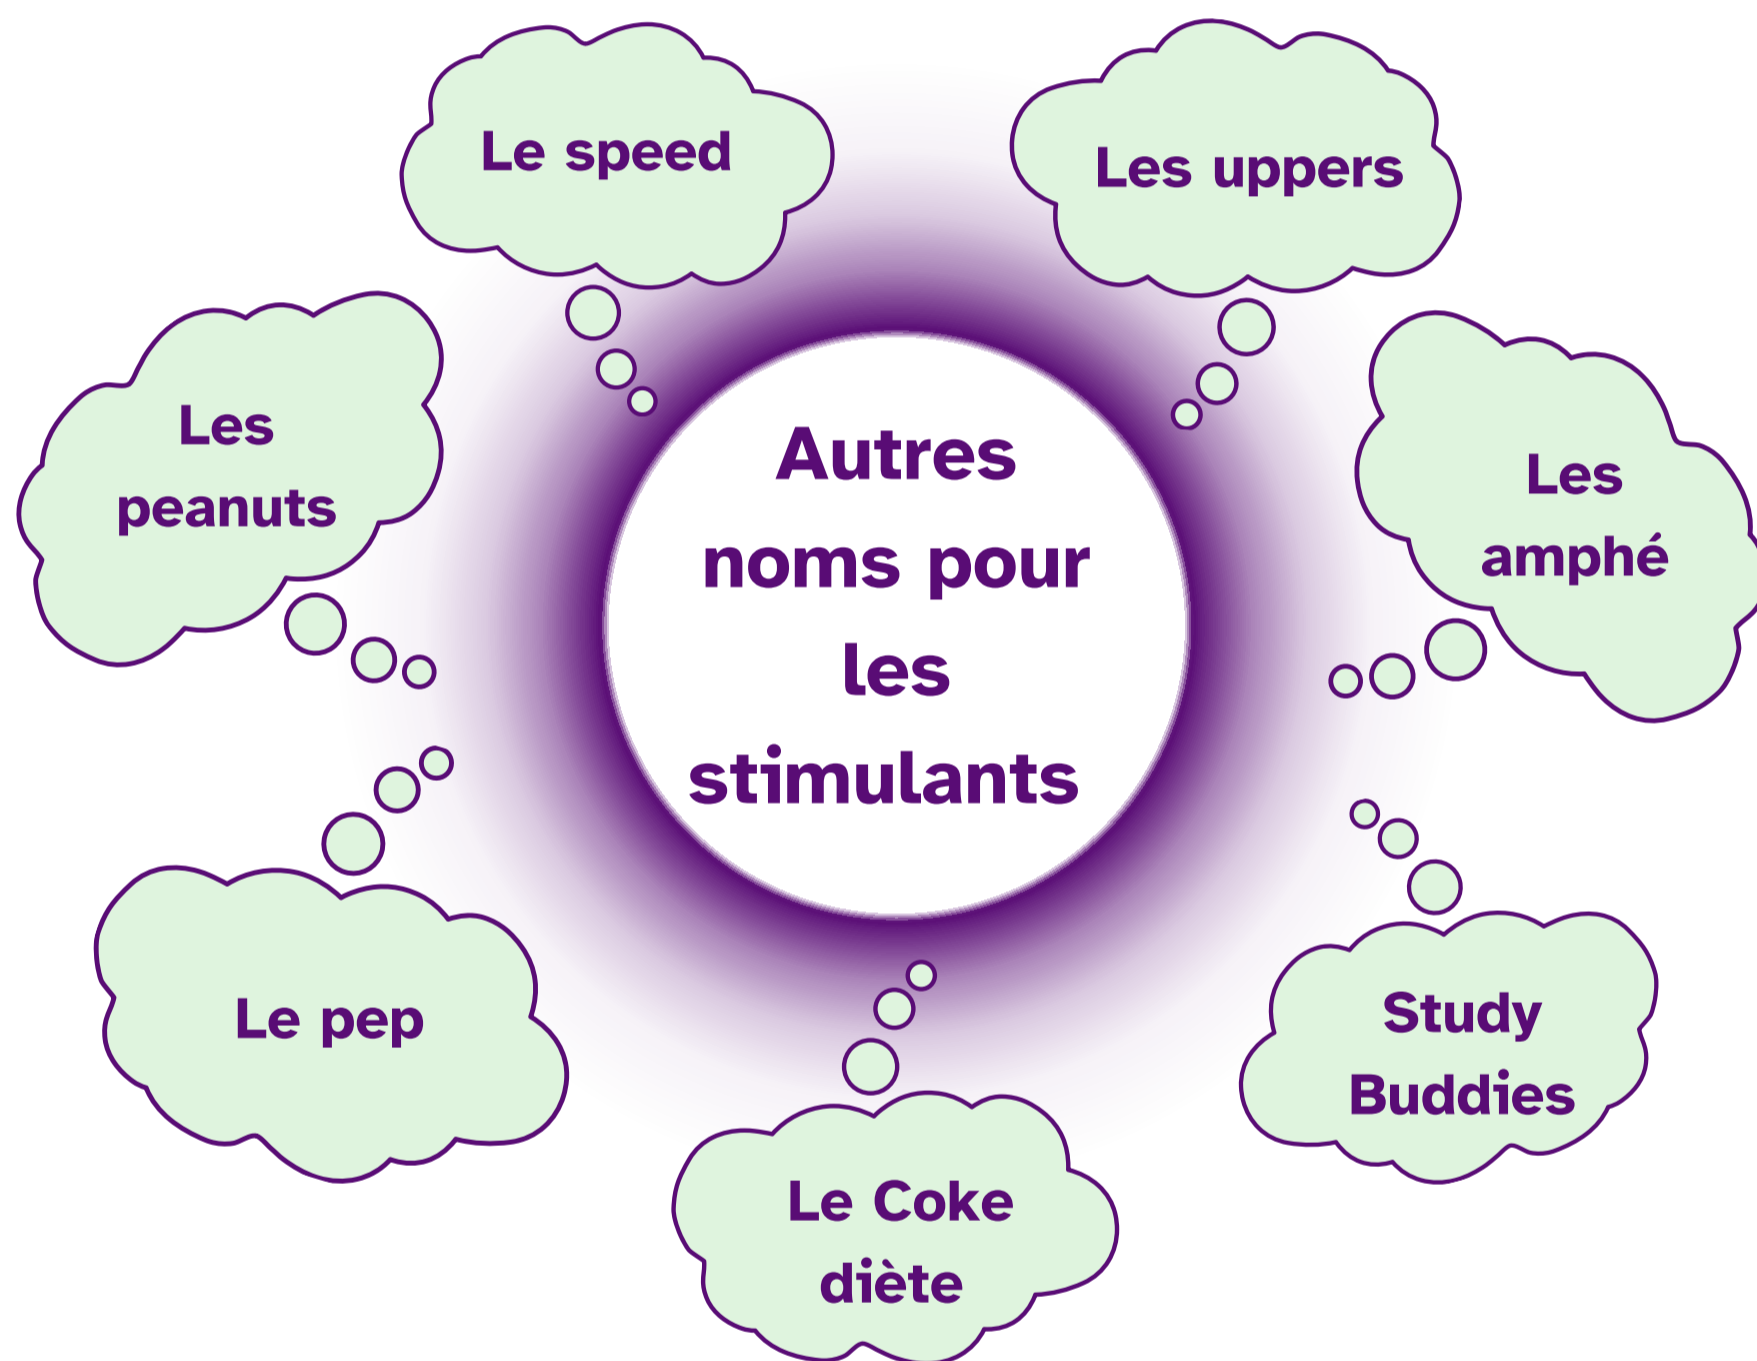 Le speed
Les uppers
Les
peanuts
Autres
noms pour
les
stimulants
Les
amphé
Le pep
Study
Buddies
Le Coke
diète